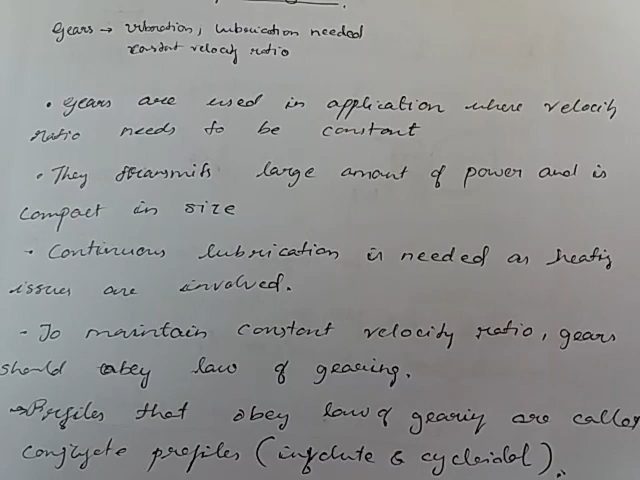 Gears → vibration, lubrication needed
constant velocity ratio
• gears are used in application where velocity
ratio needs to be constant
• They transmits large amount of power and is
compact in size
- Continuous lubrication is needed as heating
issues are involved.
- To maintain constant velocity ratio, gears
should obey law of gearing.
→ Profiles that obey law of gearing are called
conjugate profiles (involute & cycloidal).